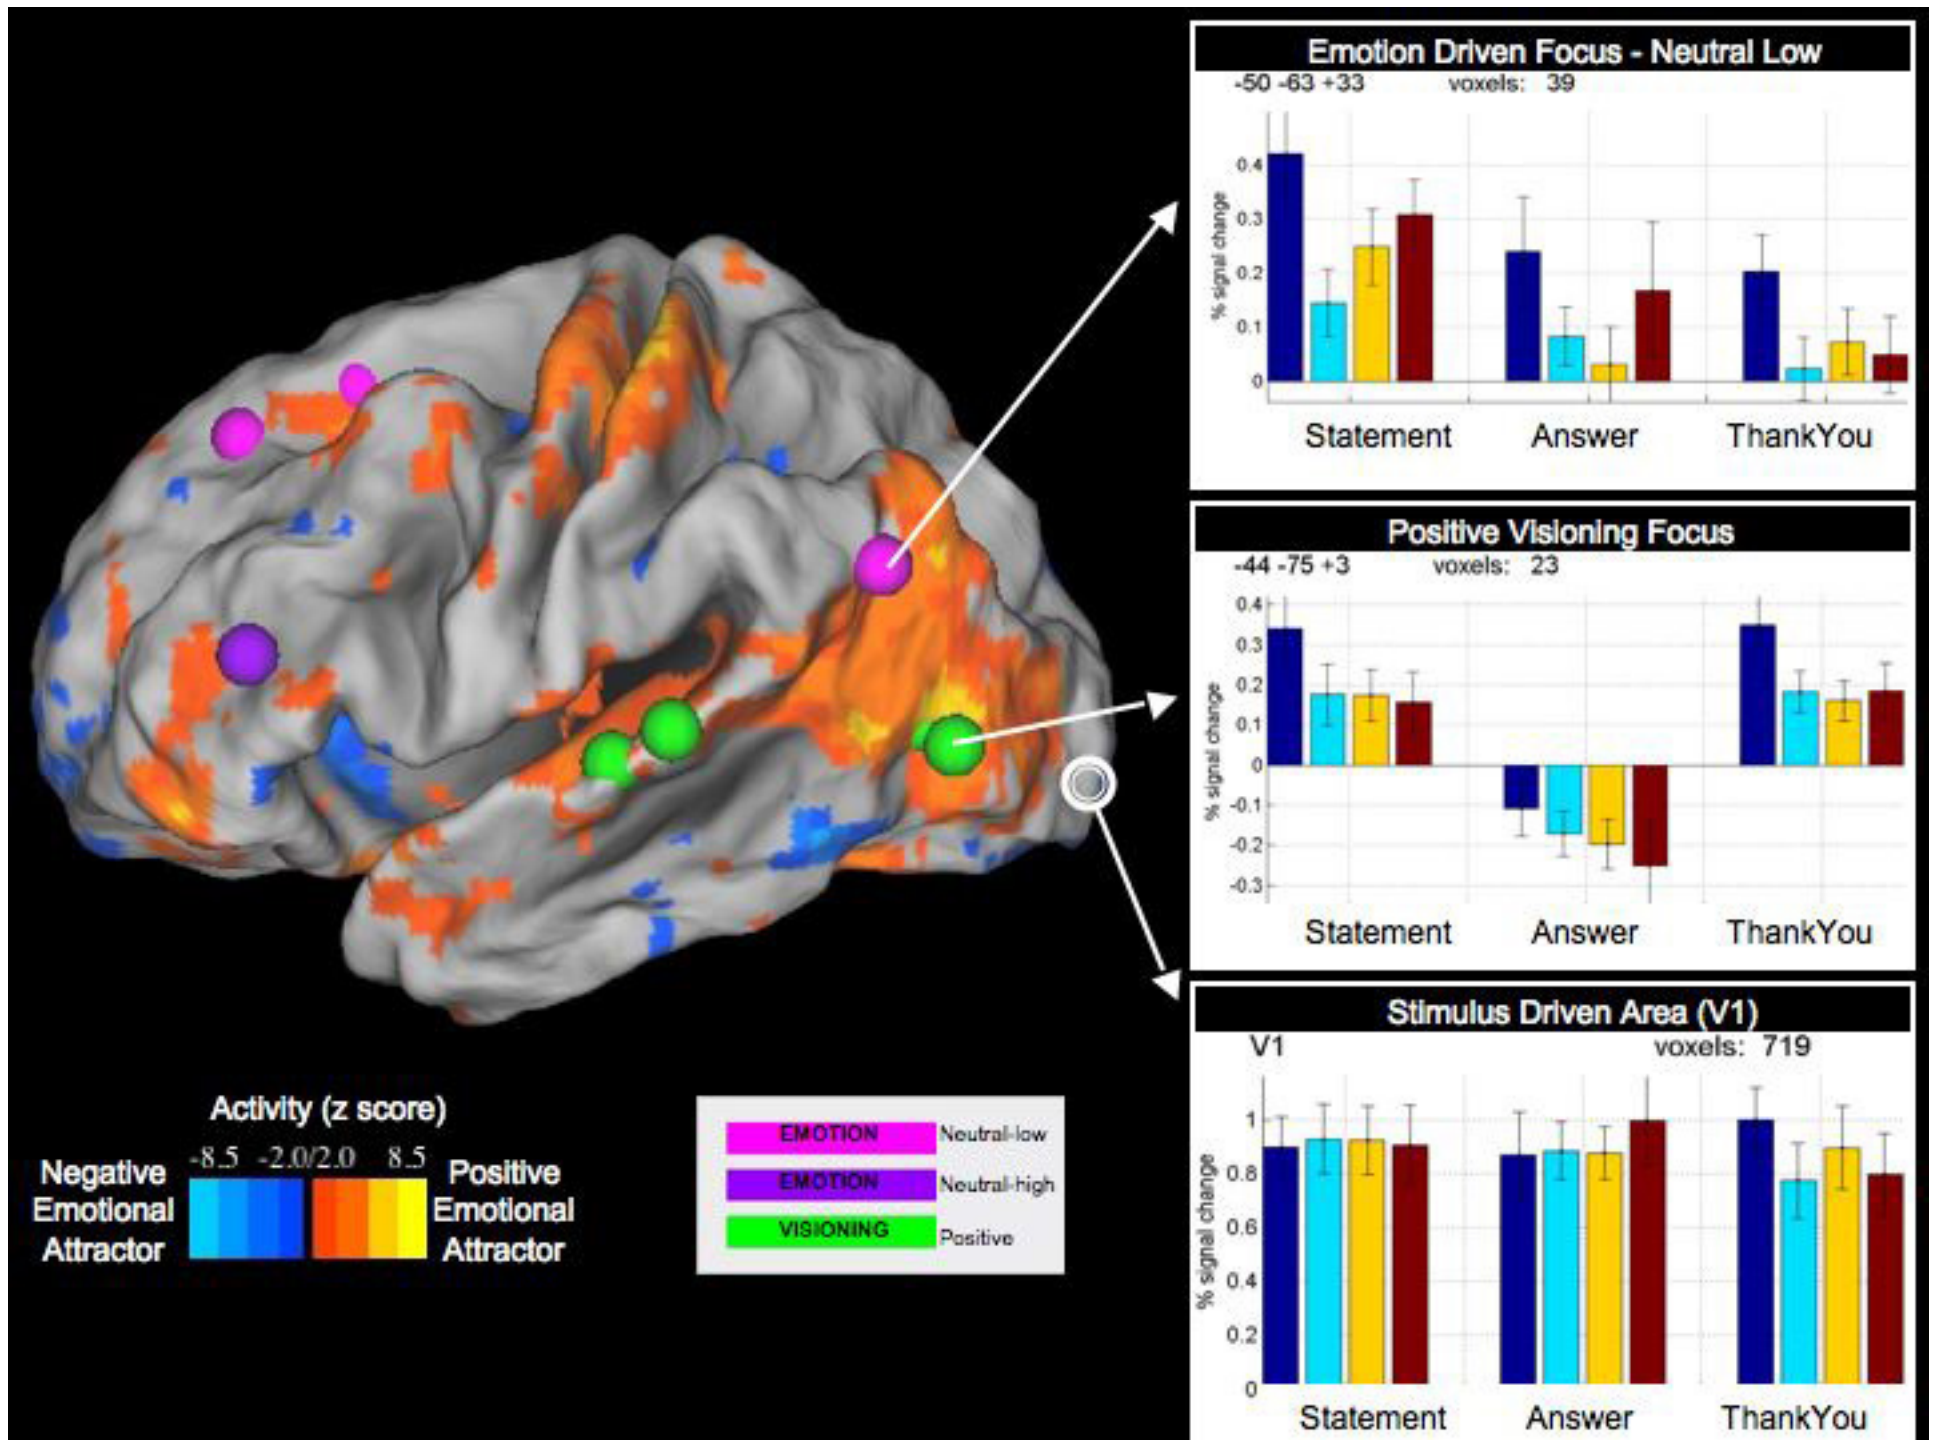 Emotion Driven Focus - Neutral Low
-50 -63 +33 voxels: 39
% signal change
0.4
0.3
0.2
0.1
0
Statement Answer ThankYou
Positive Visioning Focus
-44 -75 +3 voxels: 23
% signal change
0.4
0.3
0.2
0.1
0
-0.1
-0.2
-0.3
Statement Answer ThankYou
Stimulus Driven Area (V1)
V1 voxels: 719
% signal change
1
0.8
0.6
0.4
0.2
0
Statement Answer ThankYou
Activity (z score)
-8.5 -2.0/2.0 8.5
Negative
Emotional
Attractor
Positive
Emotional
Attractor
EMOTION Neutral-low
EMOTION Neutral-high
VISIONING Positive